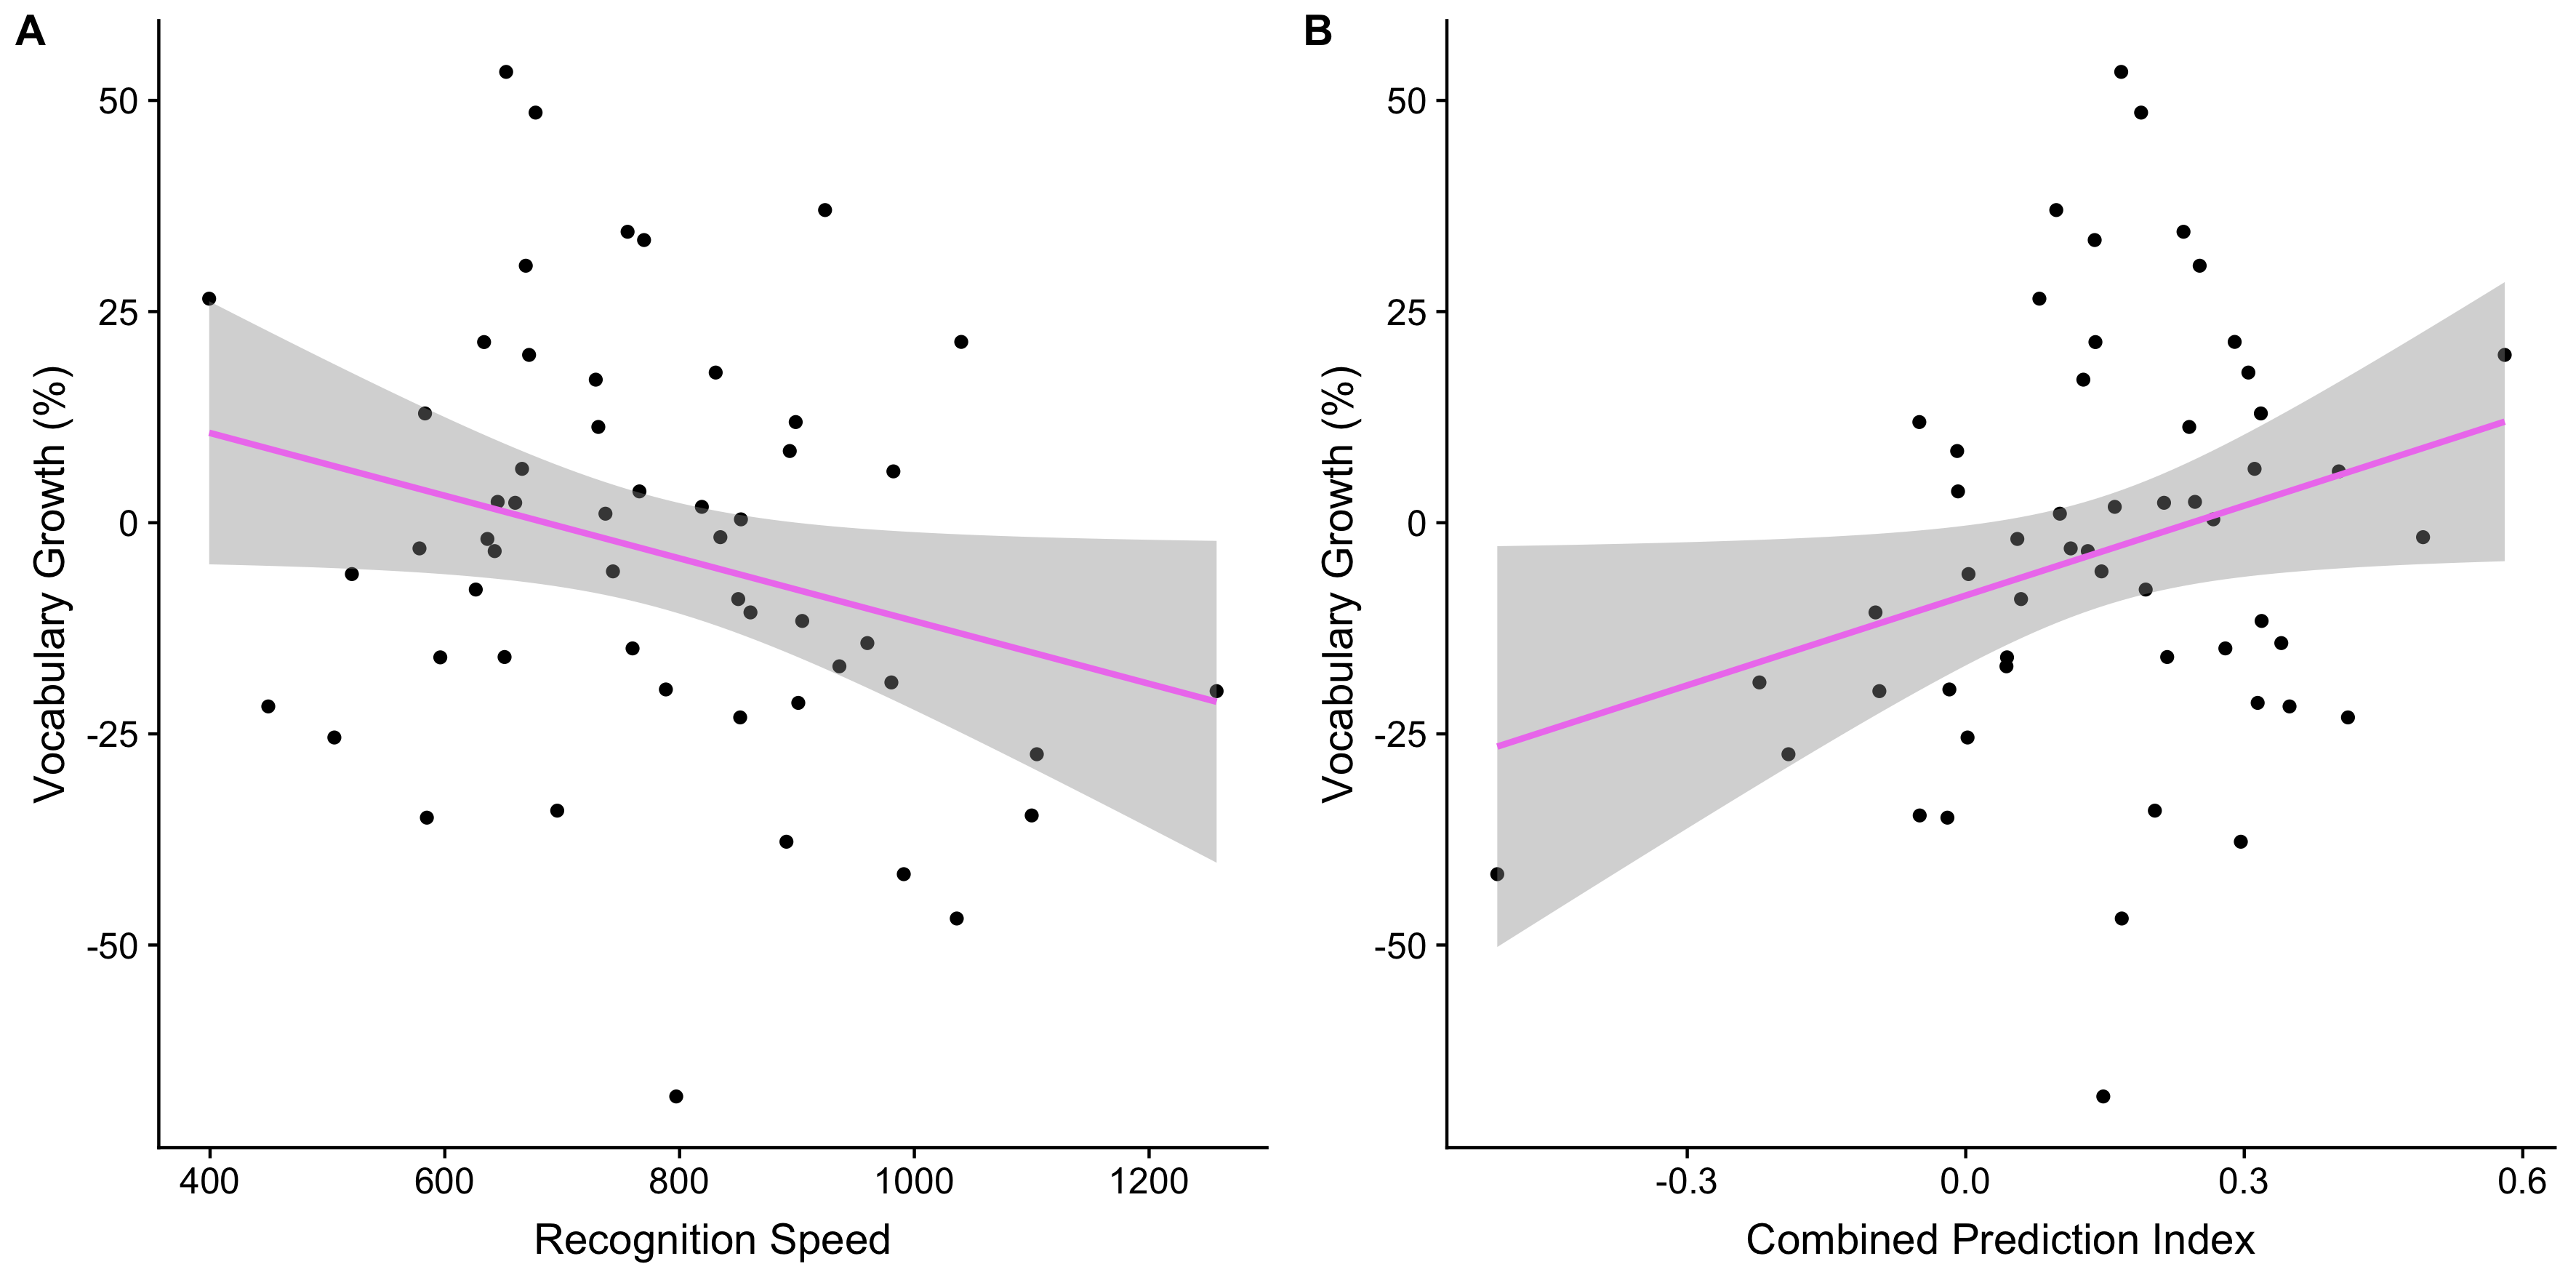 A
Vocabulary Growth (%)
50
25
0
-25
-50
400 600 800 1000 1200
Recognition Speed
B
Vocabulary Growth (%)
50
25
0
-25
-50
-0.3 0.0 0.3 0.6
Combined Prediction Index